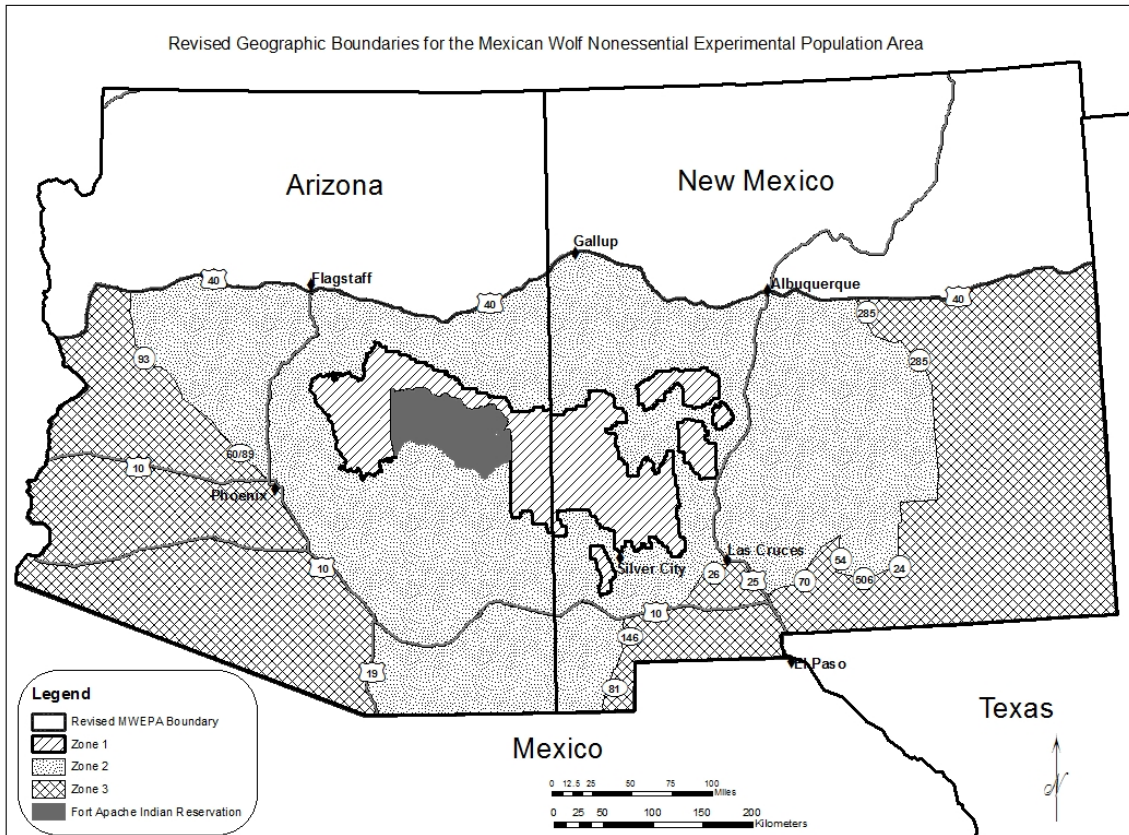 Revised Geographic Boundaries for the Mexican Wolf Nonessential Experimental Population Area
Arizona
New Mexico
Gallup
Flagstaff
Albuquerque
40
40
40
285
285
93
60/89
10
Phoenix
10
Las Cruces
Silver City
26
25
70
54
506
24
10
146
19
81
El Paso
Texas
Mexico
Legend
Revised MWEPA Boundary
Zone 1
Zone 2
Zone 3
Fort Apache Indian Reservation
0 12.5 25 50 75 100
Miles
0 25 50 100 150 200
Kilometers
N